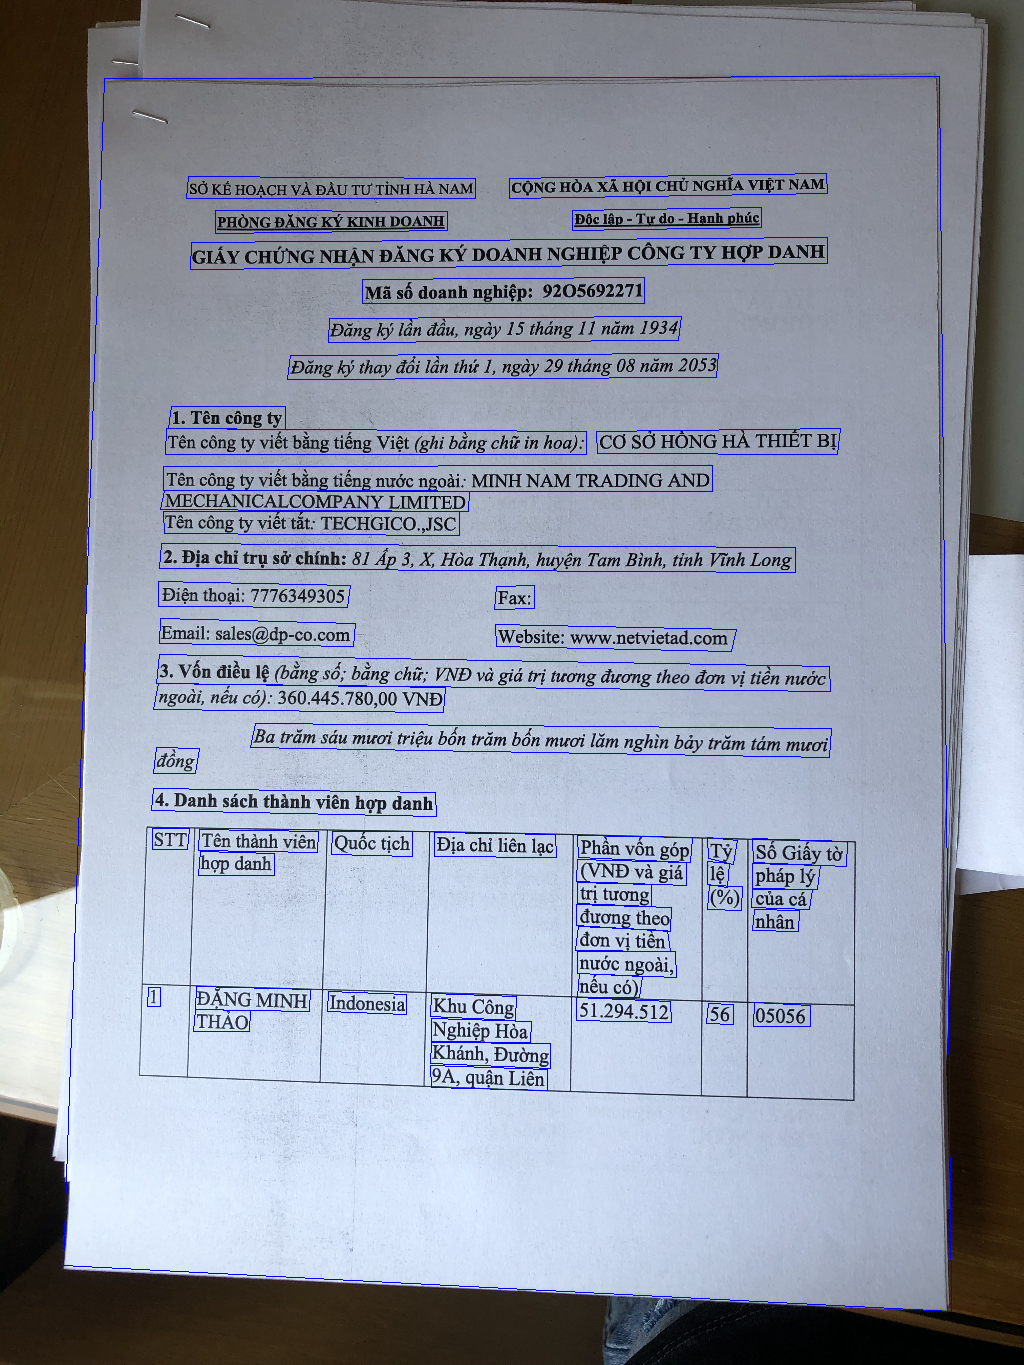 SỞ KẾ HOẠCH VÀ ĐẦU TƯ TỈNH HÀ NAM
CỘNG HÒA XÃ HỘI CHỦ NGHĨA VIỆT NAM
PHÒNG ĐĂNG KÝ KINH DOANH
Độc lập - Tự do - Hạnh phúc
GIẤY CHỨNG NHẬN ĐĂNG KÝ DOANH NGHIỆP CÔNG TY HỢP DANH
Mã số doanh nghiệp: 92O5692271
Đăng ký lần đầu, ngày 15 tháng 11 năm 1934
Đăng ký thay đổi lần thứ 1, ngày 29 tháng 08 năm 2053
1. Tên công ty
Tên công ty viết bằng tiếng Việt (ghi bằng chữ in hoa): CƠ SỞ HỒNG HÀ THIẾT BỊ
Tên công ty viết bằng tiếng nước ngoài: MINH NAM TRADING AND
MECHANICALCOMPANY LIMITED
Tên công ty viết tắt: TECHGICO.,JSC
2. Địa chỉ trụ sở chính: 81 Ấp 3, X, Hòa Thạnh, huyện Tam Bình, tỉnh Vĩnh Long
Điện thoại: 7776349305
Fax:
Email: sales@dp-co.com
Website: www.netvietad.com
3. Vốn điều lệ (bằng số; bằng chữ; VNĐ và giá trị tương đương theo đơn vị tiền nước
ngoài, nếu có): 360.445.780,00 VNĐ
Ba trăm sáu mươi triệu bốn trăm bốn mươi lăm nghìn bảy trăm tám mươi
đồng
4. Danh sách thành viên hợp danh
STT
Tên thành viên
hợp danh
Quốc tịch
Địa chỉ liên lạc
Phần vốn góp
(VNĐ và giá
trị tương
đương theo
đơn vị tiền
nước ngoài,
nếu có)
Tỷ
lệ
(%)
Số Giấy tờ
pháp lý
của cá
nhân
1
ĐẶNG MINH
THẢO
Indonesia
Khu Công
Nghiệp Hòa
Khánh, Đường
9A, quận Liên
51.294.512
56
05056